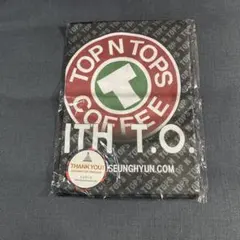 TOP N TOPS
T
COFFEE
ITH T.O.
SEUNGHYUN.COM
THANK YOU!